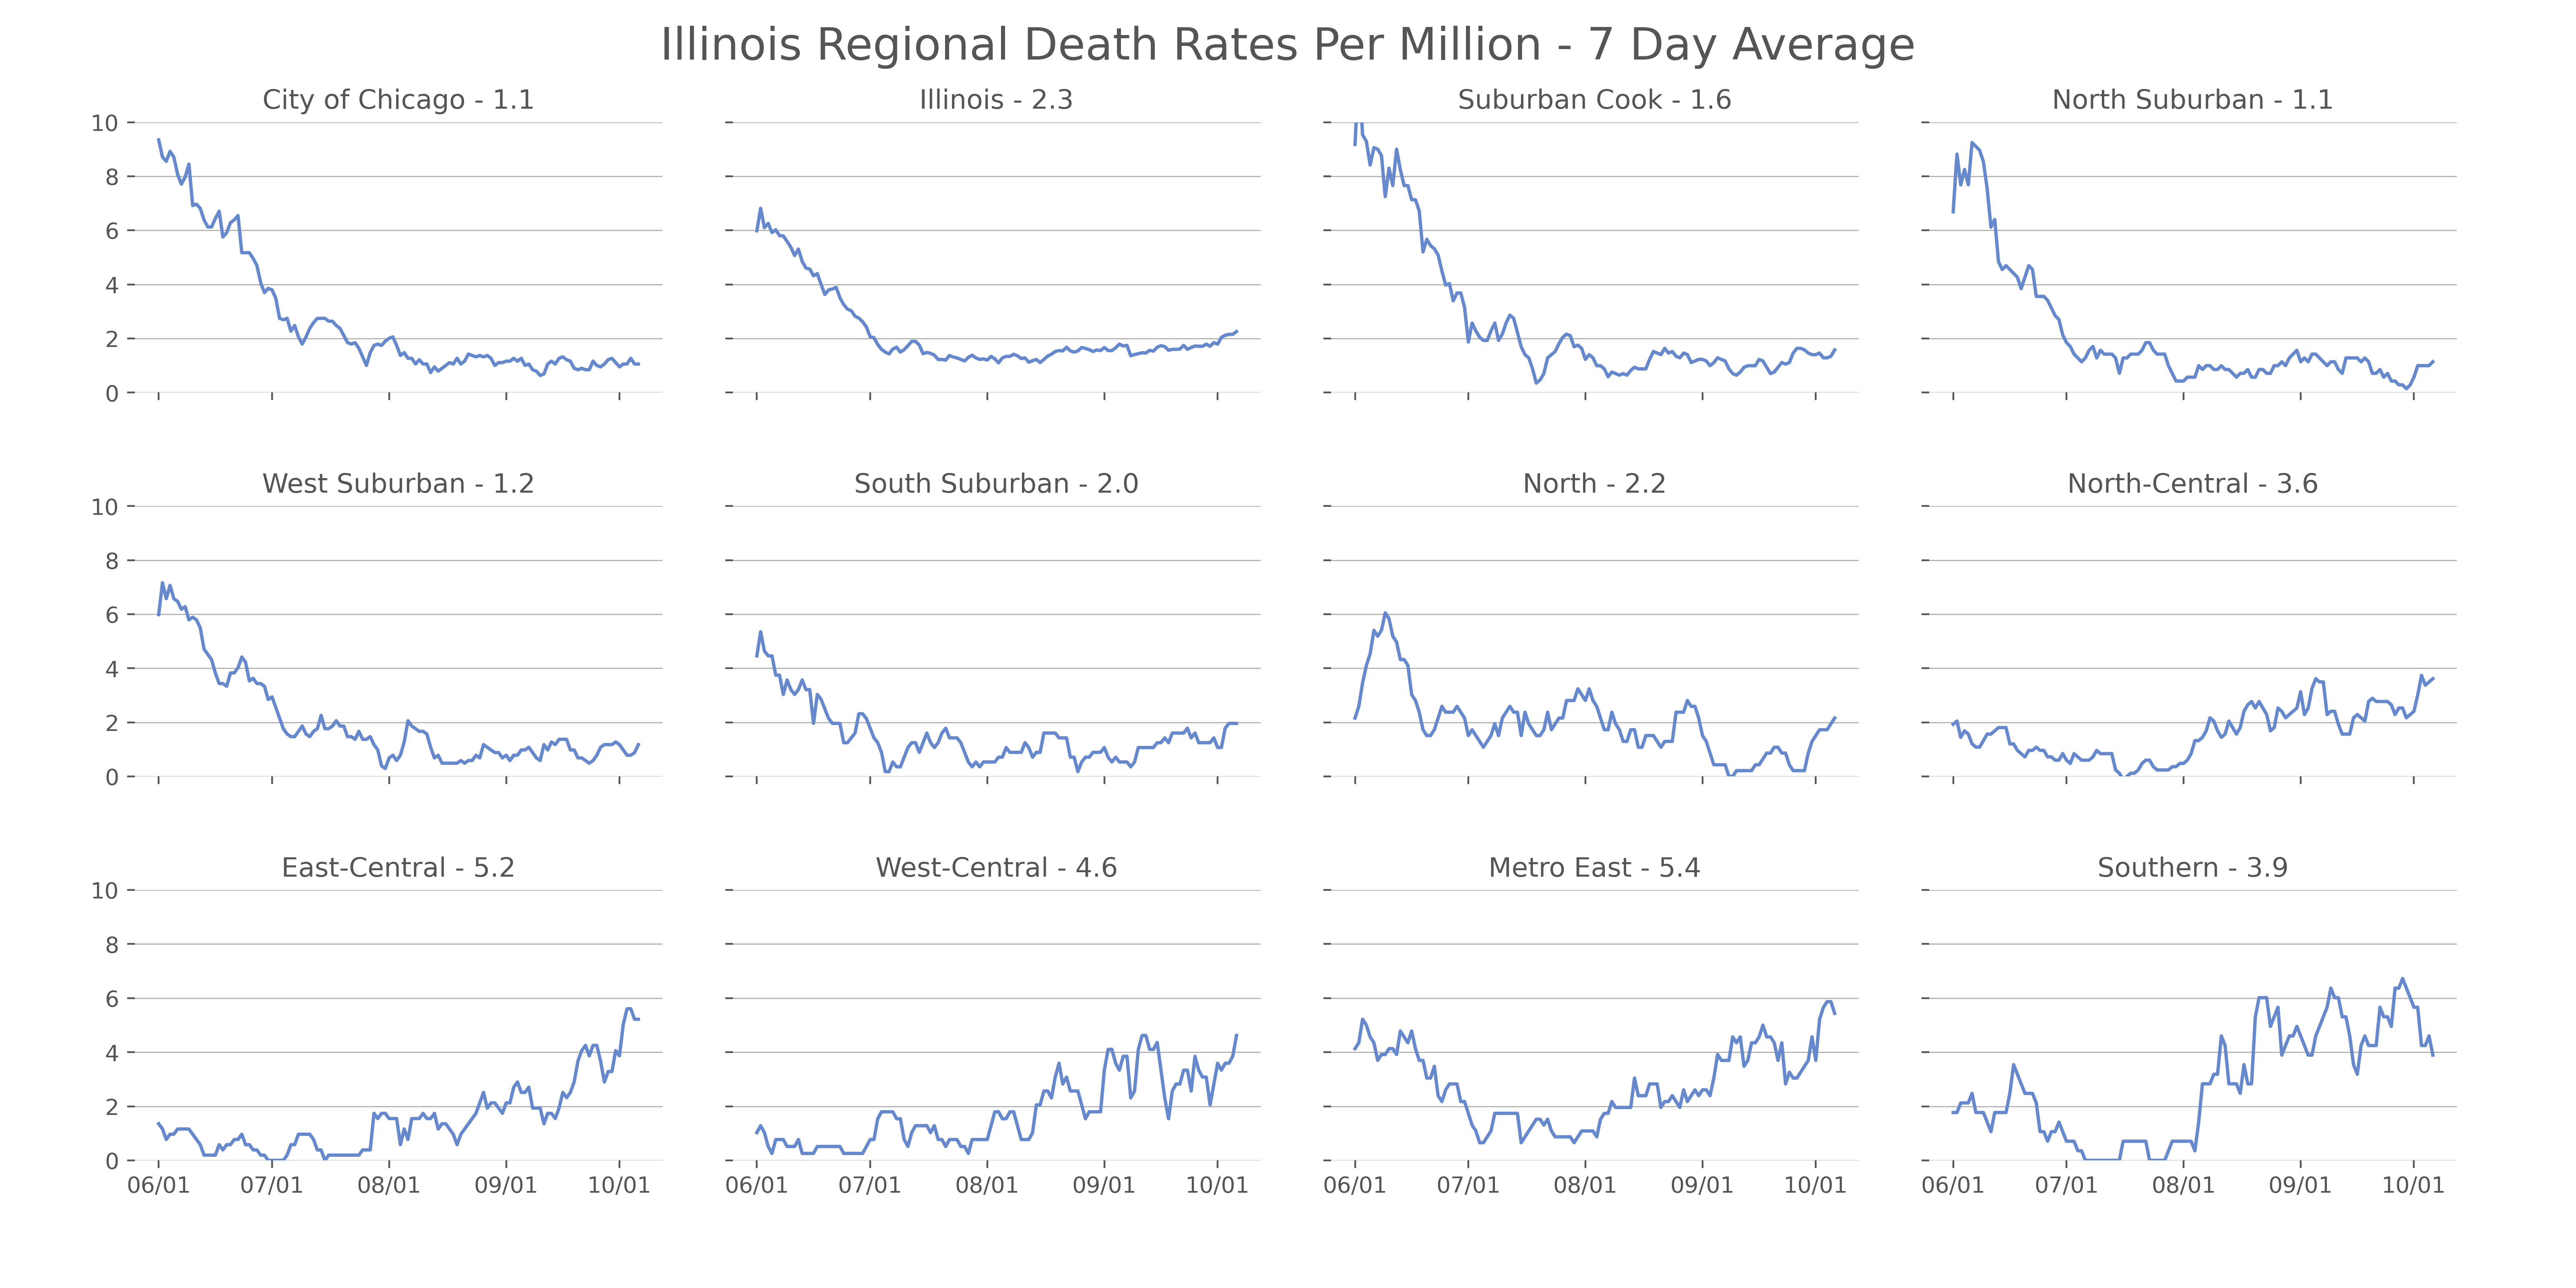 Illinois Regional Death Rates Per Million - 7 Day Average
City of Chicago - 1.1
Illinois - 2.3
Suburban Cook - 1.6
North Suburban - 1.1
10
8
6
4
2
0
West Suburban - 1.2
South Suburban - 2.0
North - 2.2
North-Central - 3.6
10
8
6
4
2
0
East-Central - 5.2
West-Central - 4.6
Metro East - 5.4
Southern - 3.9
10
8
6
4
2
0
06/01 07/01 08/01 09/01 10/01
06/01 07/01 08/01 09/01 10/01
06/01 07/01 08/01 09/01 10/01
06/01 07/01 08/01 09/01 10/01